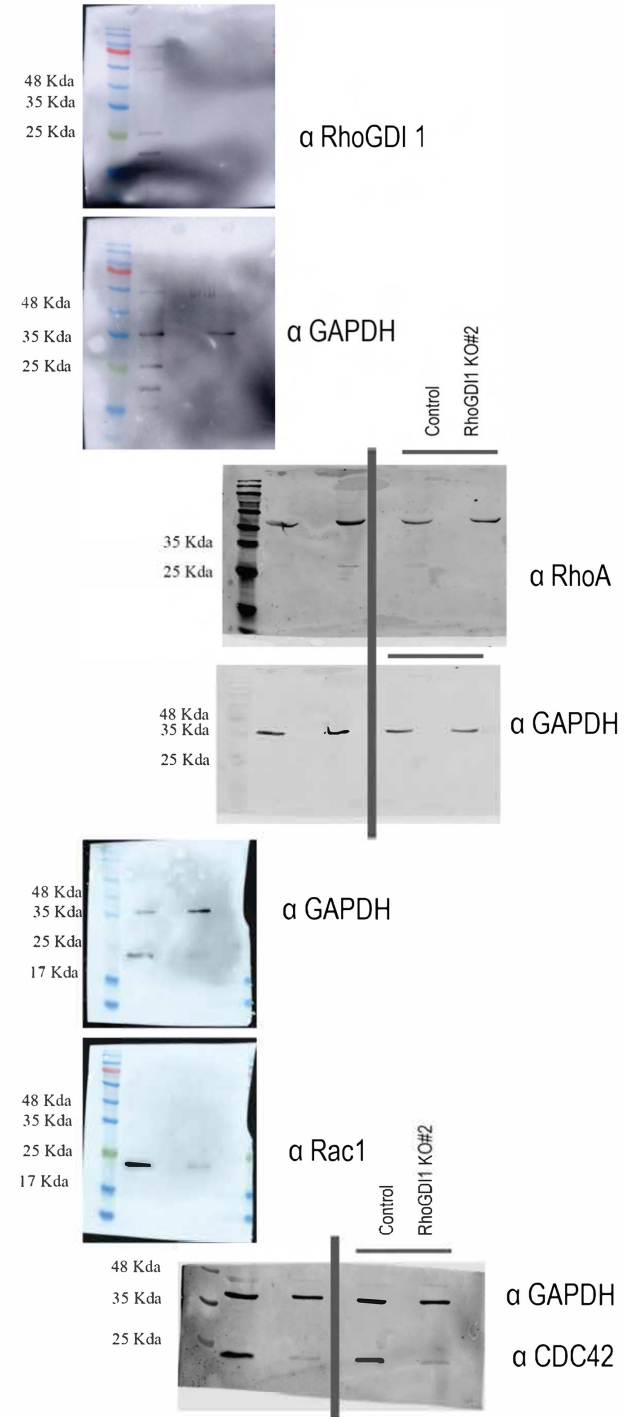 48 Kda
35 Kda
25 Kda
α RhoGDI 1
48 Kda
35 Kda
25 Kda
α GAPDH
Control
RhoGDI1 KO#2
35 Kda
25 Kda
α RhoA
48 Kda
35 Kda
25 Kda
α GAPDH
48 Kda
35 Kda
25 Kda
17 Kda
α GAPDH
48 Kda
35 Kda
25 Kda
17 Kda
α Rac1
Control
RhoGDI1 KO#2
48 Kda
35 Kda
25 Kda
α GAPDH
α CDC42